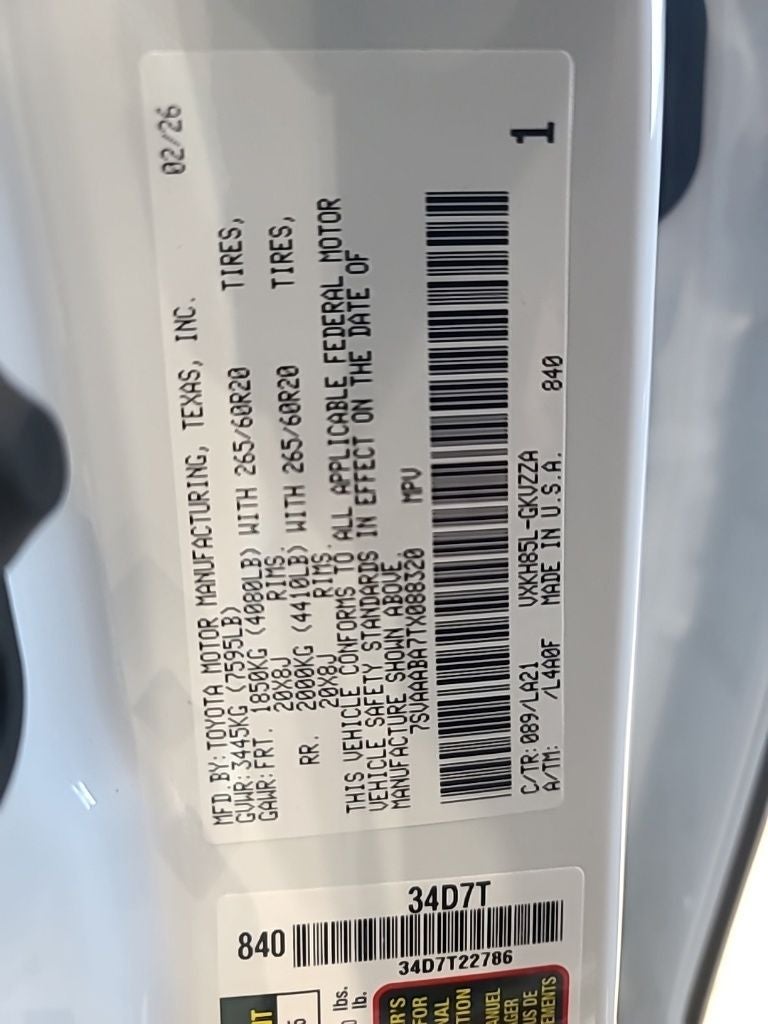 MFD.BY:TOYOTA MOTOR MANUFACTURING, TEXAS, INC. 02/26
GVWR:3445KG (7595LB)
GAWR:FRT. 1850KG (4080LB) WITH 265/60R20 TIRES,
20X8J RIMS.
RR. 2000KG (4410LB) WITH 265/60R20 TIRES,
20X8J RIMS.
THIS VEHICLE CONFORMS TO ALL APPLICABLE FEDERAL MOTOR
VEHICLE SAFETY STANDARDS IN EFFECT ON THE DATE OF
MANUFACTURE SHOWN ABOVE.
7SVAAABA7TX088320 MPV
1
C/TR:089/LA21 VXKH85L-GKVZZA 840
A/TM: /L4A0F MADE IN U.S.A.
840
34D7T
34D7T22786
lbs.
lb.